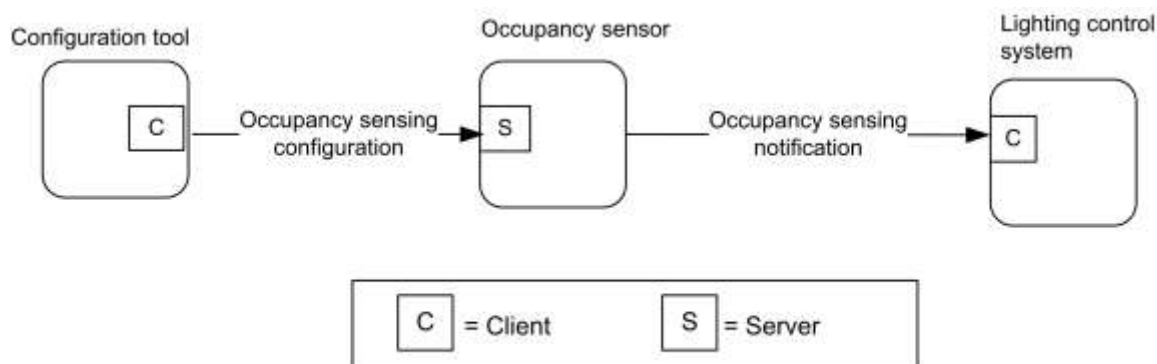 Configuration tool
Occupancy sensor
Lighting control
system
C
Occupancy sensing
configuration
S
Occupancy sensing
notification
C
C = Client
S = Server